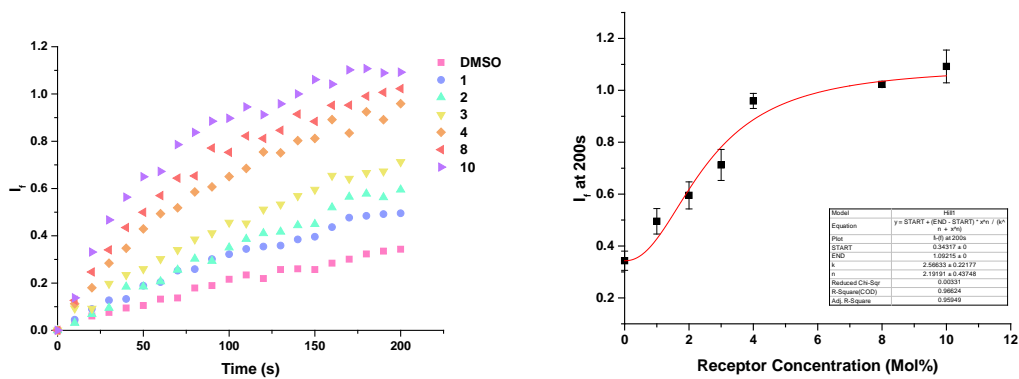 1.2
1.0
0.8
0.6
0.4
0.2
0.0
0
50
100
150
200
I_f
Time (s)
DMSO
1
2
3
4
8
10
1.2
1.0
0.8
0.6
0.4
0.2
0
2
4
6
8
10
I_f at 200s
Receptor Concentration (Mol%)
Model Hill1
Equation y = START + (END - START) * x^n / (k^
n + x^n)
Plot at 200s
START 0.34317 ± 0
END 1.09215 ± 0
k 2.56633 ± 0.22177
n 2.19191 ± 0.43748
Reduced Chi-Sqr 0.00331
R-Square(COD) 0.96624
Adj. R-Square 0.95949